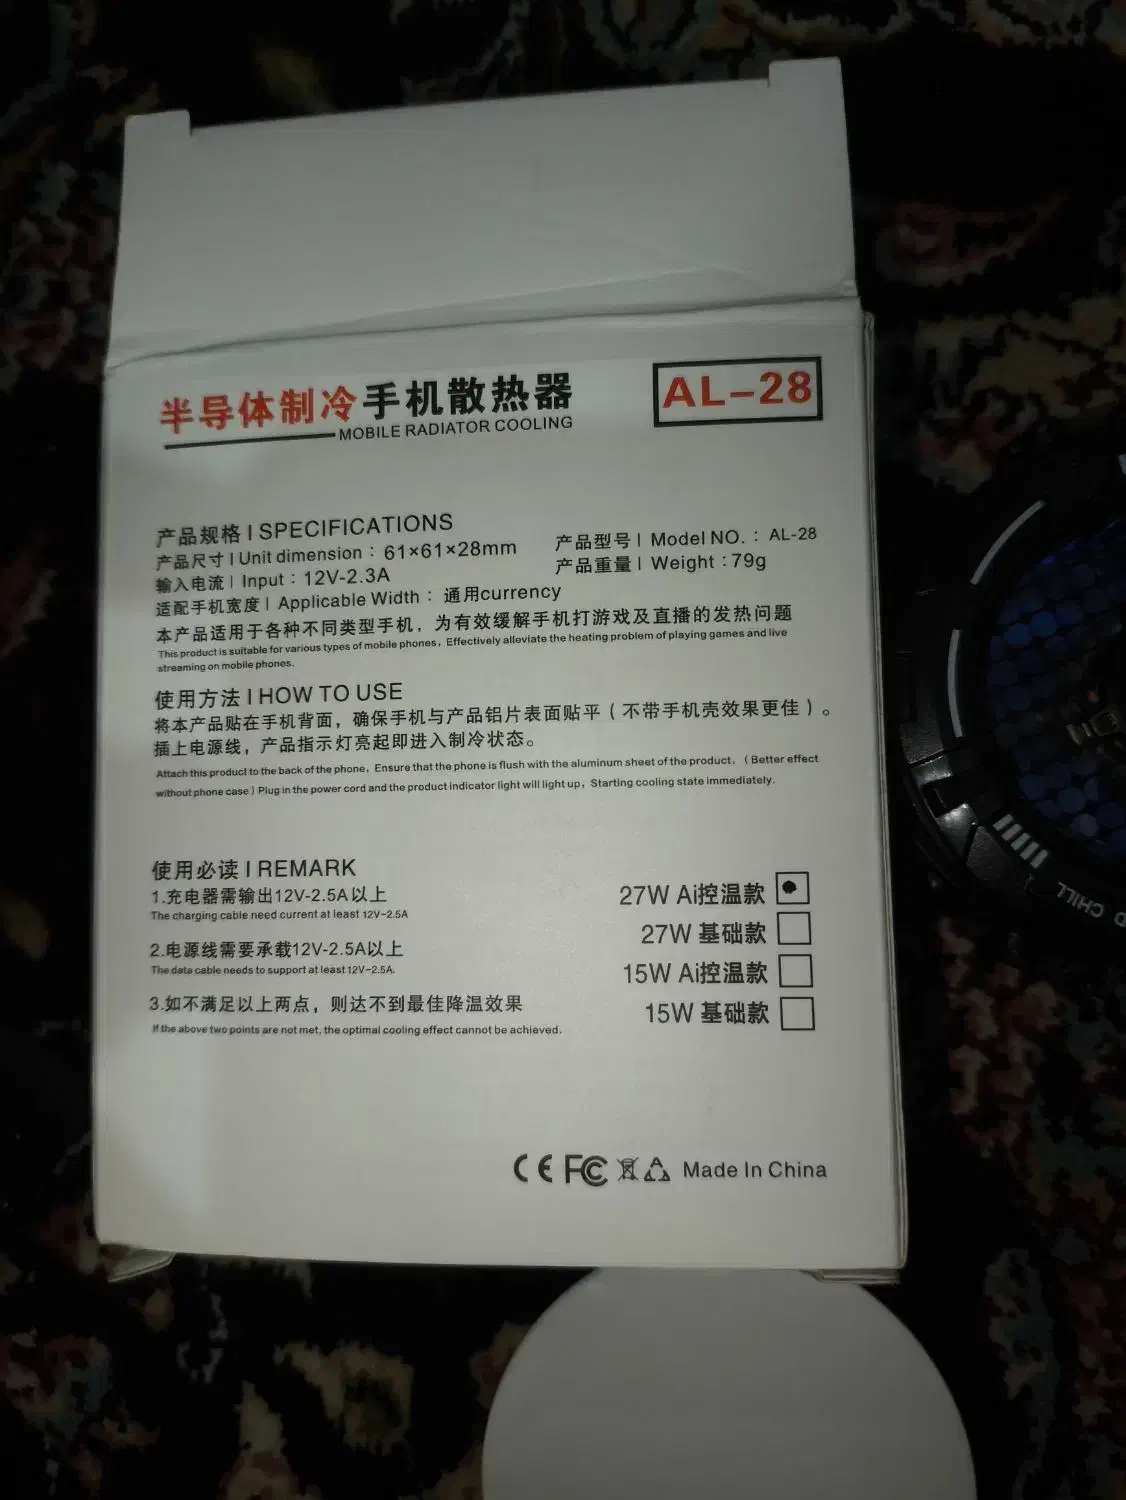 半导体制冷手机散热器
MOBILE RADIATOR COOLING
AL-28
产品规格 | SPECIFICATIONS
产品尺寸 | Unit dimension : 61×61×28mm
产品型号 | Model NO. : AL-28
输入电流 | Input : 12V-2.3A
产品重量 | Weight :79g
适配手机宽度 | Applicable Width : 通用currency
本产品适用于各种不同类型手机，为有效缓解手机打游戏及直播的发热问题
This product is suitable for various types of mobile phones, Effectively alleviate the heating problem of playing games and live
streaming on mobile phones.
使用方法 | HOW TO USE
将本产品贴在手机背面，确保手机与产品铝片表面贴平（不带手机壳效果更佳）。
插上电源线，产品指示灯亮起即进入制冷状态。
Attach this product to the back of the phone, Ensure that the phone is flush with the aluminum sheet of the product. (Better effect
without phone case) Plug in the power cord and the product indicator light will light up, Starting cooling state immediately.
使用必读 | REMARK
1.充电器需输出12V-2.5A以上
The charging cable need current at least 12V-2.5A
2.电源线需要承载12V-2.5A以上
The data cable needs to support at least 12V-2.5A.
3.如不满足以上两点，则达不到最佳降温效果
If the above two points are not met, the optimal cooling effect cannot be achieved.
27W Ai控温款
27W 基础款
15W Ai控温款
15W 基础款
CE FC Made In China
CHILL